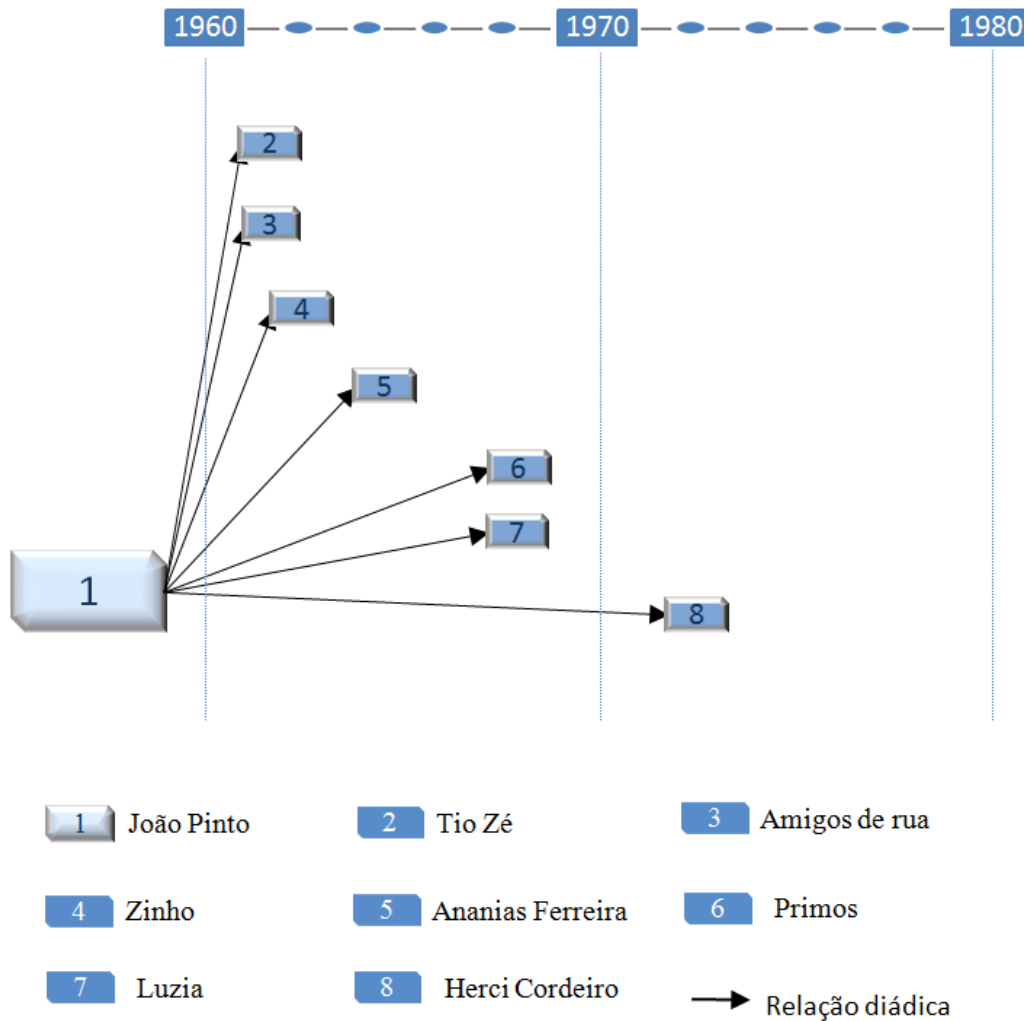 1960 1970 1980
2
3
4
5
6
7
1
8
1 João Pinto 2 Tio Zé 3 Amigos de rua
4 Zinho 5 Ananias Ferreira 6 Primos
7 Luzia 8 Herci Cordeiro Relação diádica